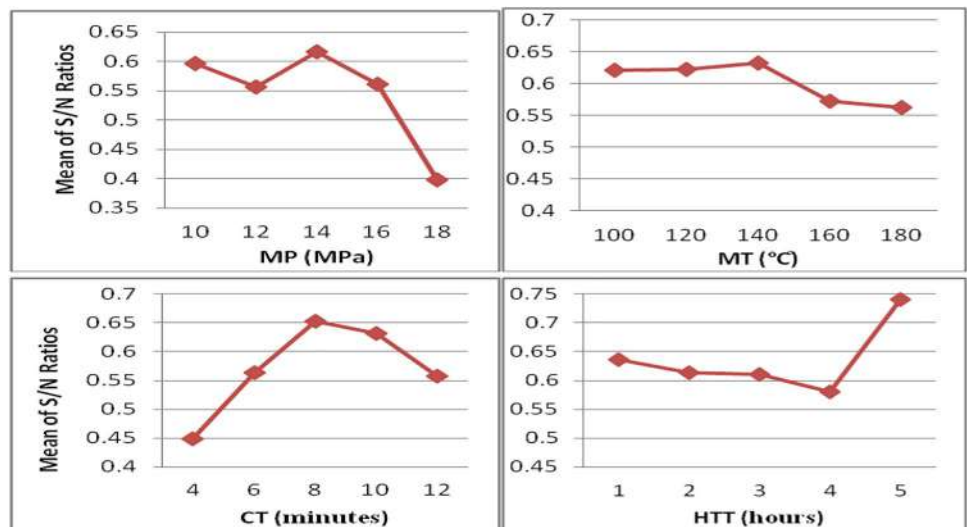 Mean of S/N Ratios
0.65
0.6
0.55
0.5
0.45
0.4
0.35
10 12 14 16 18
MP (MPa)
0.7
0.65
0.6
0.55
0.5
0.45
0.4
100 120 140 160 180
MT (°C)
Mean of S/N Ratios
0.7
0.65
0.6
0.55
0.5
0.45
0.4
4 6 8 10 12
CT (minutes)
0.75
0.7
0.65
0.6
0.55
0.5
0.45
1 2 3 4 5
HTT (hours)